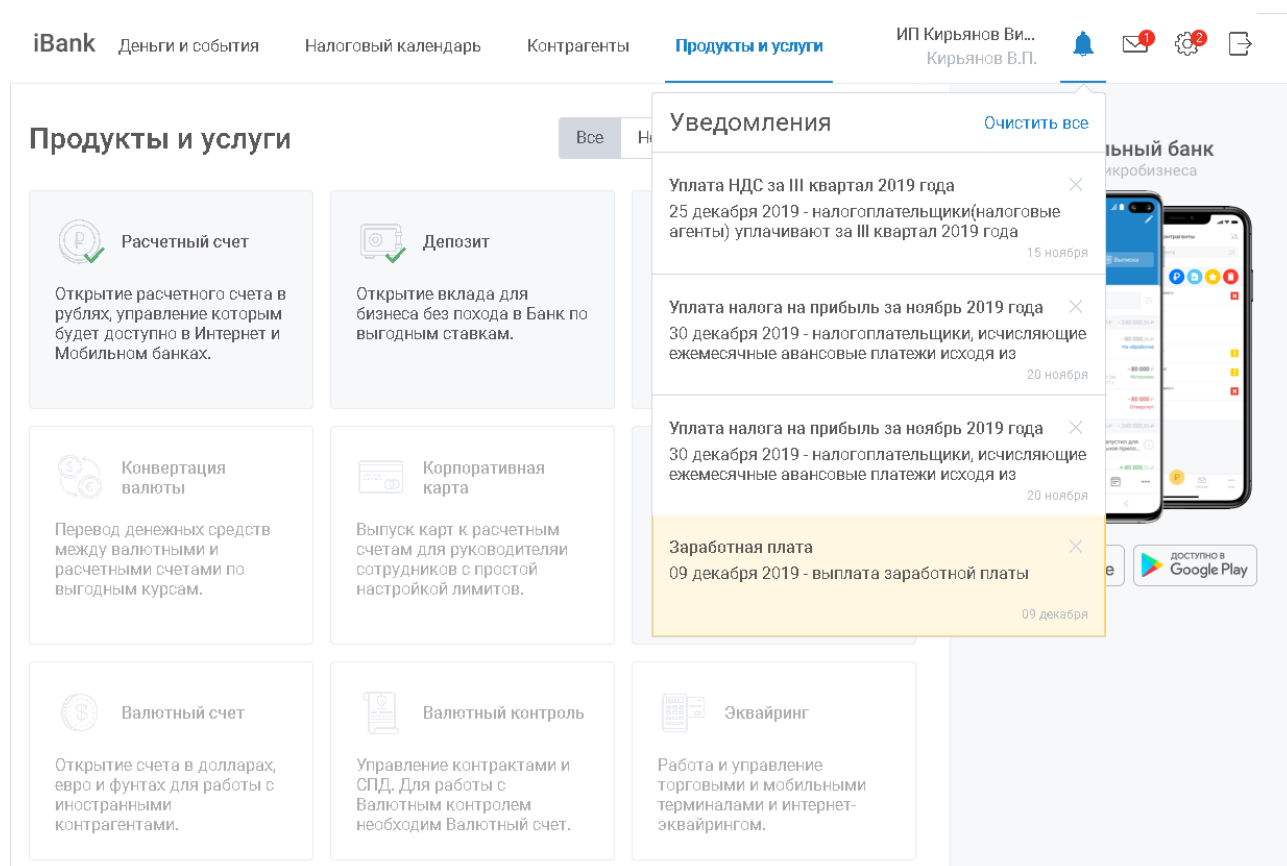 iBank
Деньги и события
Налоговый календарь
Контрагенты
Продукты и услуги
ИП Кирьянов Ви...
Кирьянов В.П.
1
2
Продукты и услуги
Все
Уведомления
Очистить все
Уплата НДС за III квартал 2019 года
25 декабря 2019 - налогоплательщики(налоговые
агенты) уплачивают за III квартал 2019 года
15 ноября
Уплата налога на прибыль за ноябрь 2019 года
30 декабря 2019 - налогоплательщики, исчисляющие
ежемесячные авансовые платежи исходя из
20 ноября
Уплата налога на прибыль за ноябрь 2019 года
30 декабря 2019 - налогоплательщики, исчисляющие
ежемесячные авансовые платежи исходя из
20 ноября
Заработная плата
09 декабря 2019 - выплата заработной платы
09 декабря
Расчетный счет
Открытие расчетного счета в
рублях, управление которым
будет доступно в Интернет и
Мобильном банках.
Депозит
Открытие вклада для
бизнеса без похода в Банк по
выгодным ставкам.
Конвертация
валюты
Перевод денежных средств
между валютными и
расчетными счетами по
выгодным курсам.
Корпоративная
карта
Выпуск карт к расчетным
счетам для руководителяи
сотрудников с простой
настройкой лимитов.
Валютный счет
Открытие счета в долларах,
евро и фунтах для работы с
иностранными
контрагентами.
Валютный контроль
Управление контрактами и
СПД. Для работы с
Валютным контролем
необходим Валютный счет.
Эквайринг
Работа и управление
торговыми и мобильными
терминалами и интернет-
эквайрингом.
банк
Выписка
ДОСТУПНО В
Google Play